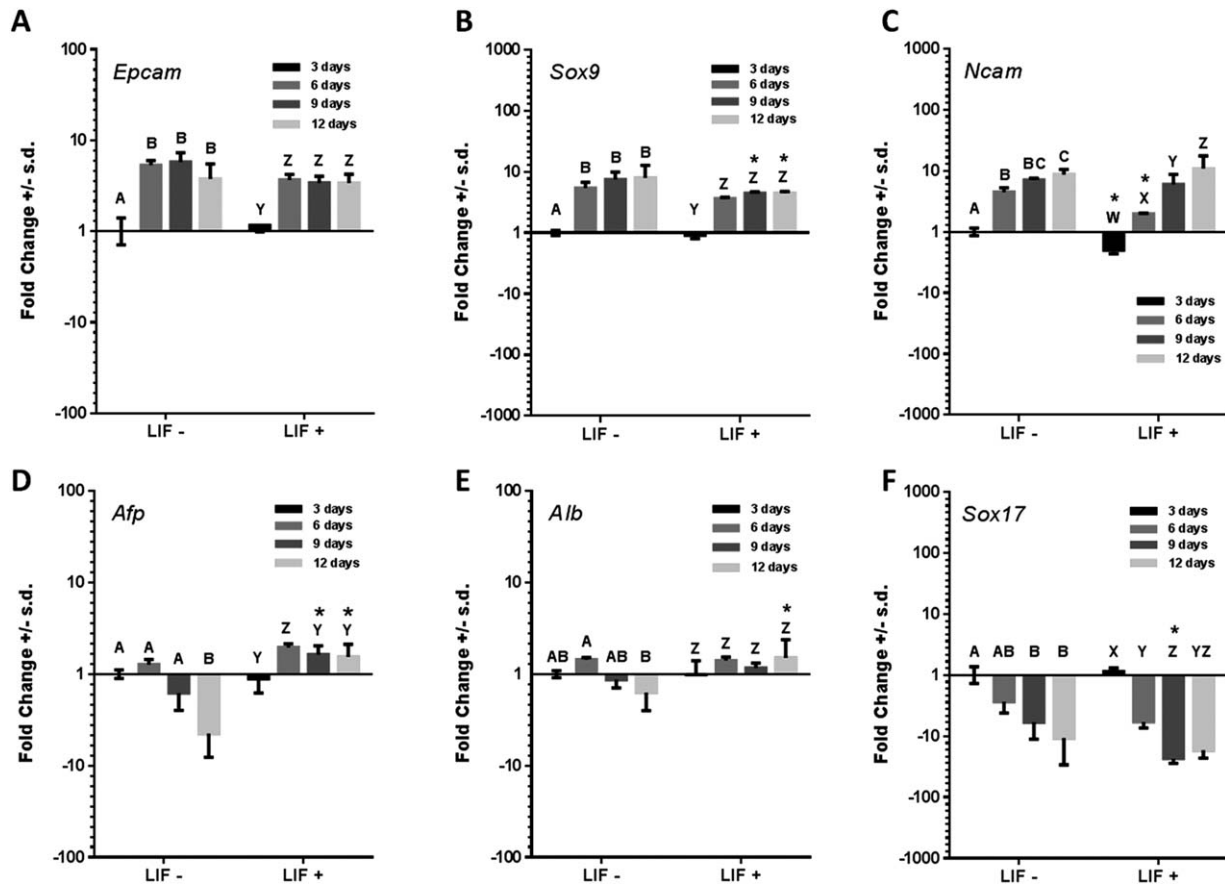 A
Fold Change +/- s.d.
100
10
1
-10
-100
Epcam
3 days
6 days
9 days
12 days
A B B B Y Z Z Z
LIF - LIF +
B
Fold Change +/- s.d.
1000
100
10
1
-10
-100
-1000
Sox9
3 days
6 days
9 days
12 days
* *
A B B B Y Z Z Z
LIF - LIF +
C
Fold Change +/- s.d.
1000
100
10
1
-10
-100
-1000
Ncam
* *
A B BC C W X Y Z
3 days
6 days
9 days
12 days
LIF - LIF +
D
Fold Change +/- s.d.
100
10
1
-10
-100
Afp
3 days
6 days
9 days
12 days
* *
A A A B Y Z Y Y
LIF - LIF +
E
Fold Change +/- s.d.
100
10
1
-10
-100
Alb
3 days
6 days
9 days
12 days
*
AB A AB B Z Z Z Z
LIF - LIF +
F
Fold Change +/- s.d.
1000
100
10
1
-10
-100
-1000
Sox17
3 days
6 days
9 days
12 days
*
A AB B B X Y Z YZ
LIF - LIF +